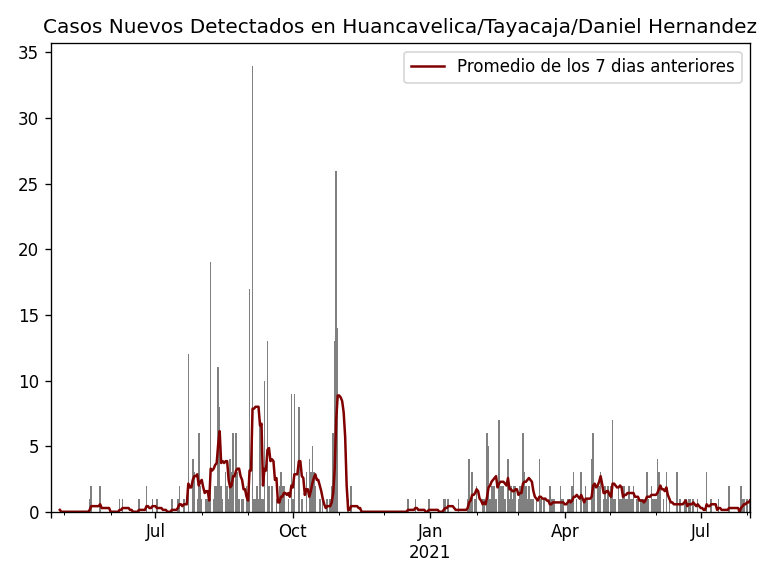 Casos Nuevos Detectados en Huancavelica/Tayacaja/Daniel Hernandez
Promedio de los 7 dias anteriores
35
30
25
20
15
10
5
0
Jul
Oct
Jan
2021
Apr
Jul